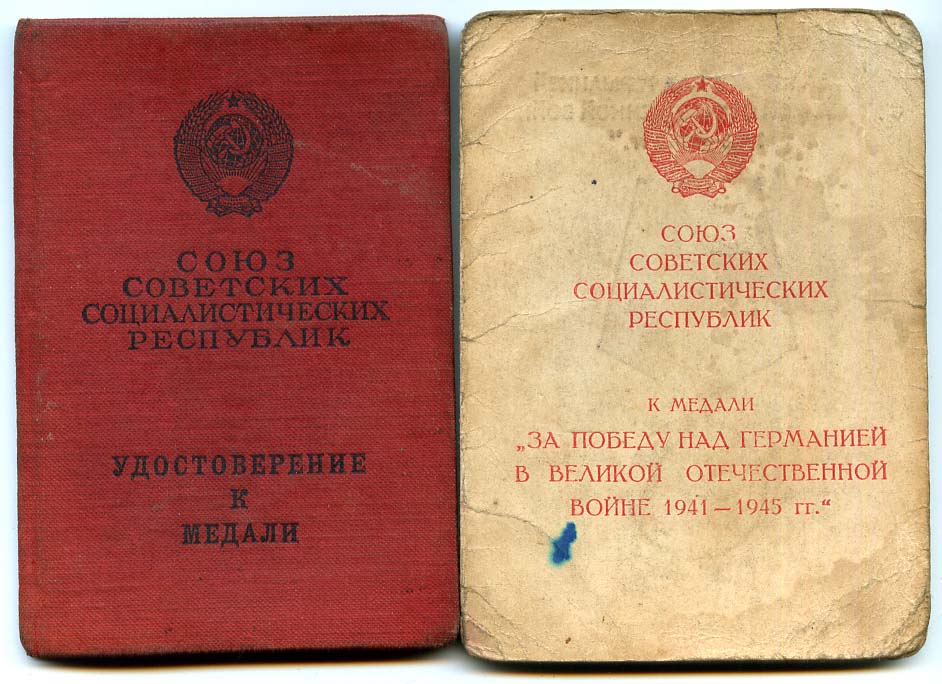 СОЮЗ
СОВЕТСКИХ
СОЦИАЛИСТИЧЕСКИХ
РЕСПУБЛИК
УДОСТОВЕРЕНИЕ
К
МЕДАЛИ
СОЮЗ
СОВЕТСКИХ
СОЦИАЛИСТИЧЕСКИХ
РЕСПУБЛИК
К МЕДАЛИ
„ЗА ПОБЕДУ НАД ГЕРМАНИЕЙ
В ВЕЛИКОЙ ОТЕЧЕСТВЕННОЙ
ВОЙНЕ 1941—1945 гг.“